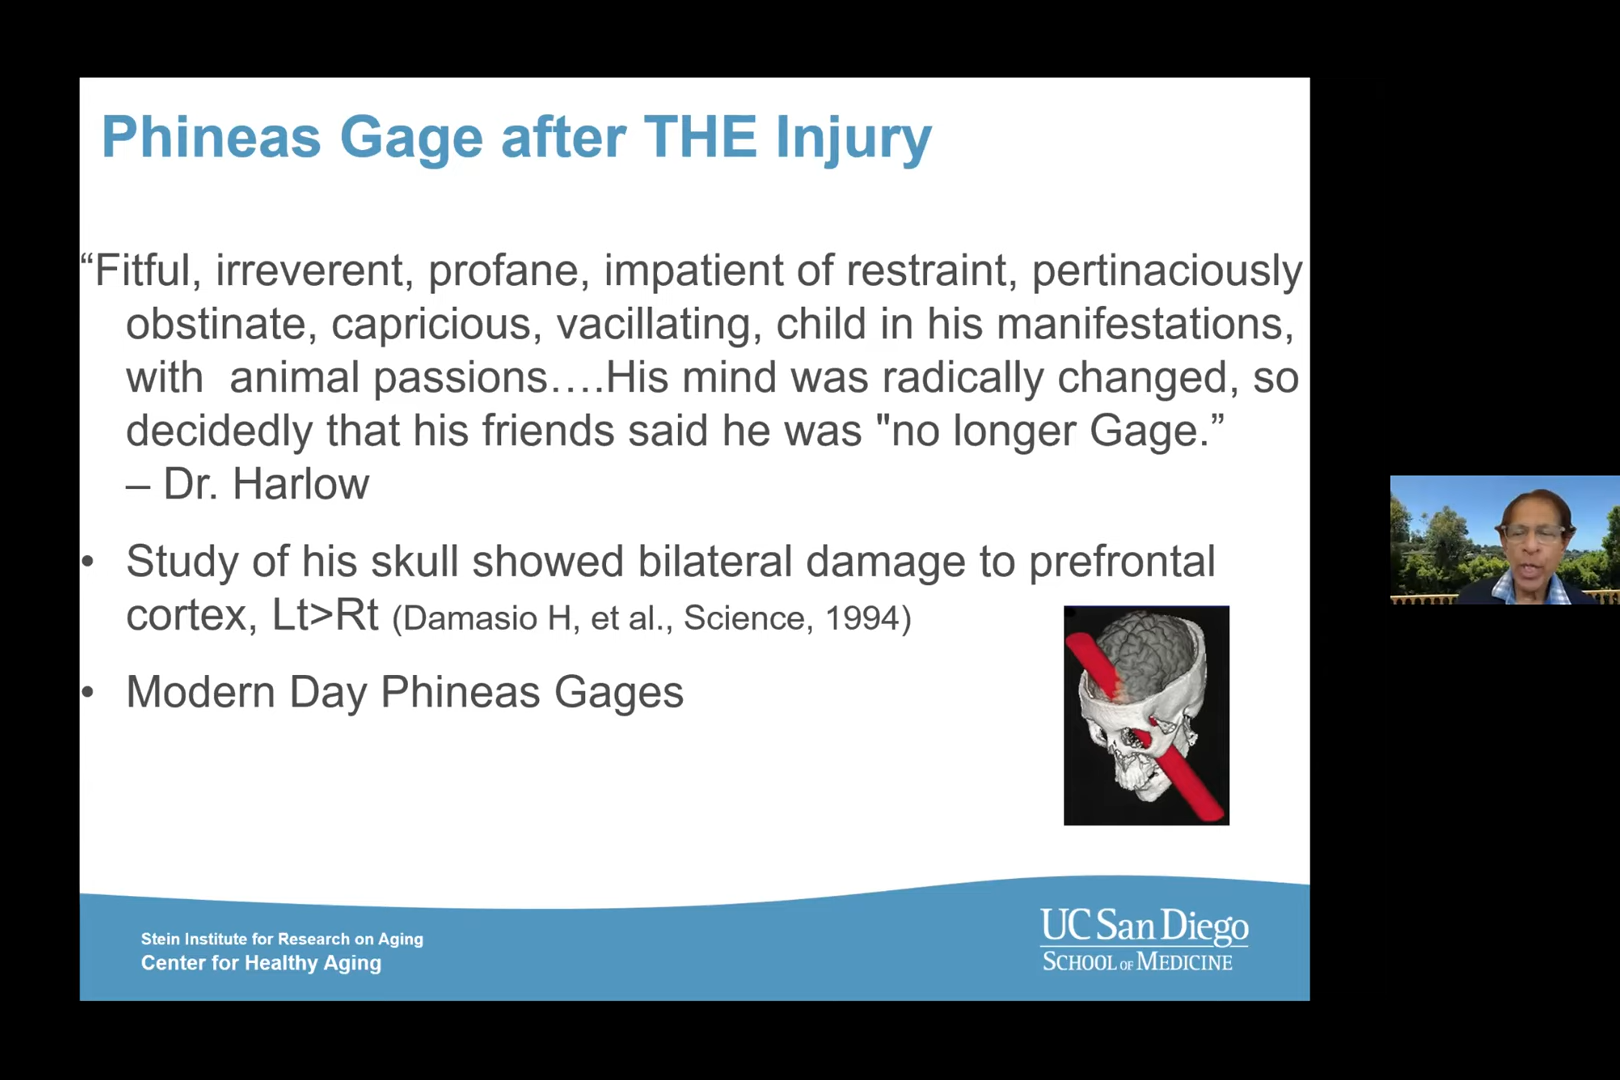 Phineas Gage after THE Injury
“Fitful, irreverent, profane, impatient of restraint, pertinaciously
obstinate, capricious, vacillating, child in his manifestations,
with  animal passions….His mind was radically changed, so
decidedly that his friends said he was "no longer Gage.”
– Dr. Harlow
• Study of his skull showed bilateral damage to prefrontal
cortex, Lt>Rt (Damasio H, et al., Science, 1994)
• Modern Day Phineas Gages
Stein Institute for Research on Aging
Center for Healthy Aging
UC San Diego
SCHOOL OF MEDICINE